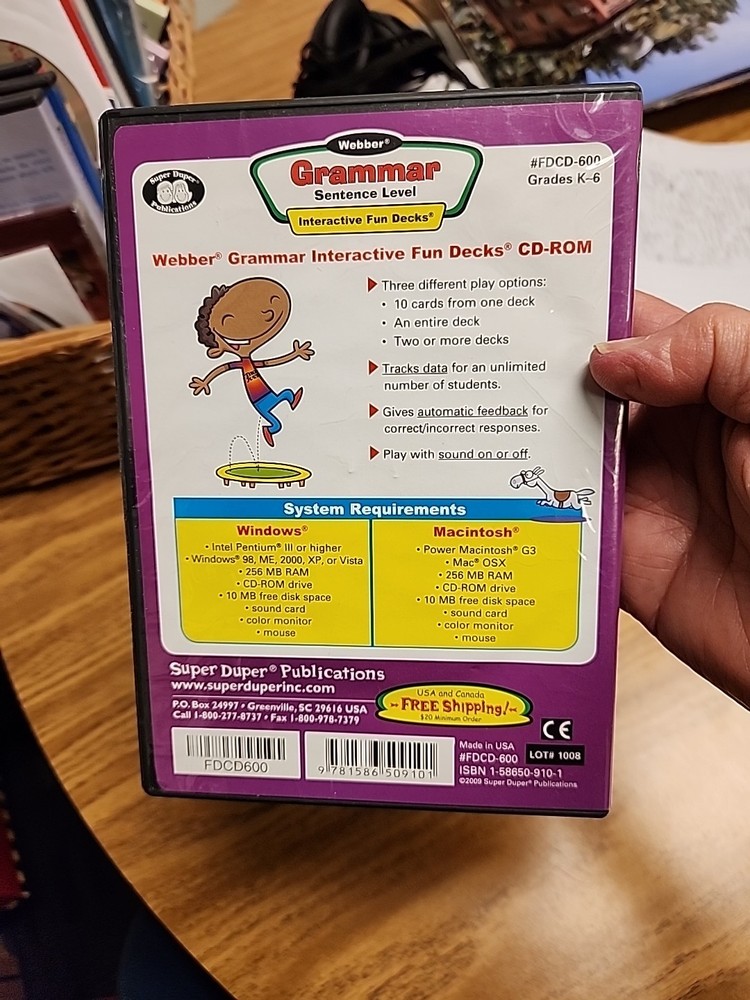 Webber®
Grammar
Sentence Level
Interactive Fun Decks®
Super Duper®
Publications
#FDCD-600
Grades K–6
Webber® Grammar Interactive Fun Decks® CD-ROM
Three different play options:
• 10 cards from one deck
• An entire deck
• Two or more decks
Tracks data for an unlimited
number of students.
Gives automatic feedback for
correct/incorrect responses.
Play with sound on or off.
System Requirements
Windows®
• Intel Pentium® III or higher
• Windows® 98, ME, 2000, XP, or Vista
• 256 MB RAM
• CD-ROM drive
• 10 MB free disk space
• sound card
• color monitor
• mouse
Macintosh®
• Power Macintosh® G3
• Mac® OSX
• 256 MB RAM
• CD-ROM drive
• 10 MB free disk space
• sound card
• color monitor
• mouse
Super Duper® Publications
www.superduperinc.com
P.O. Box 24997 • Greenville, SC 29616 USA
Call 1-800-277-8737 • Fax 1-800-978-7379
USA and Canada
FREE Shipping!
$20 Minimum Order
CE
FDCD600
9 781586 509101
Made in USA
#FDCD-600
LOT# 1008
ISBN 1-58650-910-1
©2009 Super Duper® Publications